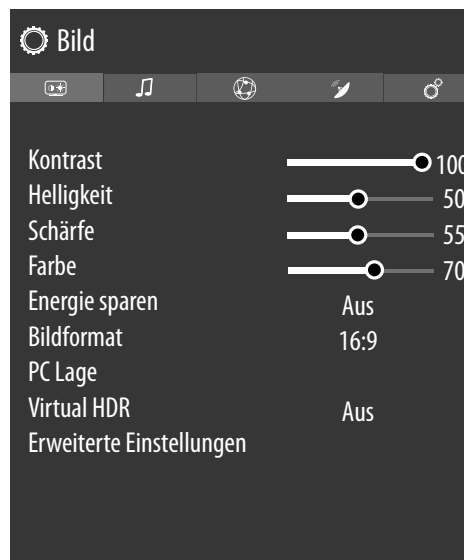 Bild
Kontrast 100
Helligkeit 50
Schärfe 55
Farbe 70
Energie sparen Aus
Bildformat 16:9
PC Lage
Virtual HDR Aus
Erweiterte Einstellungen